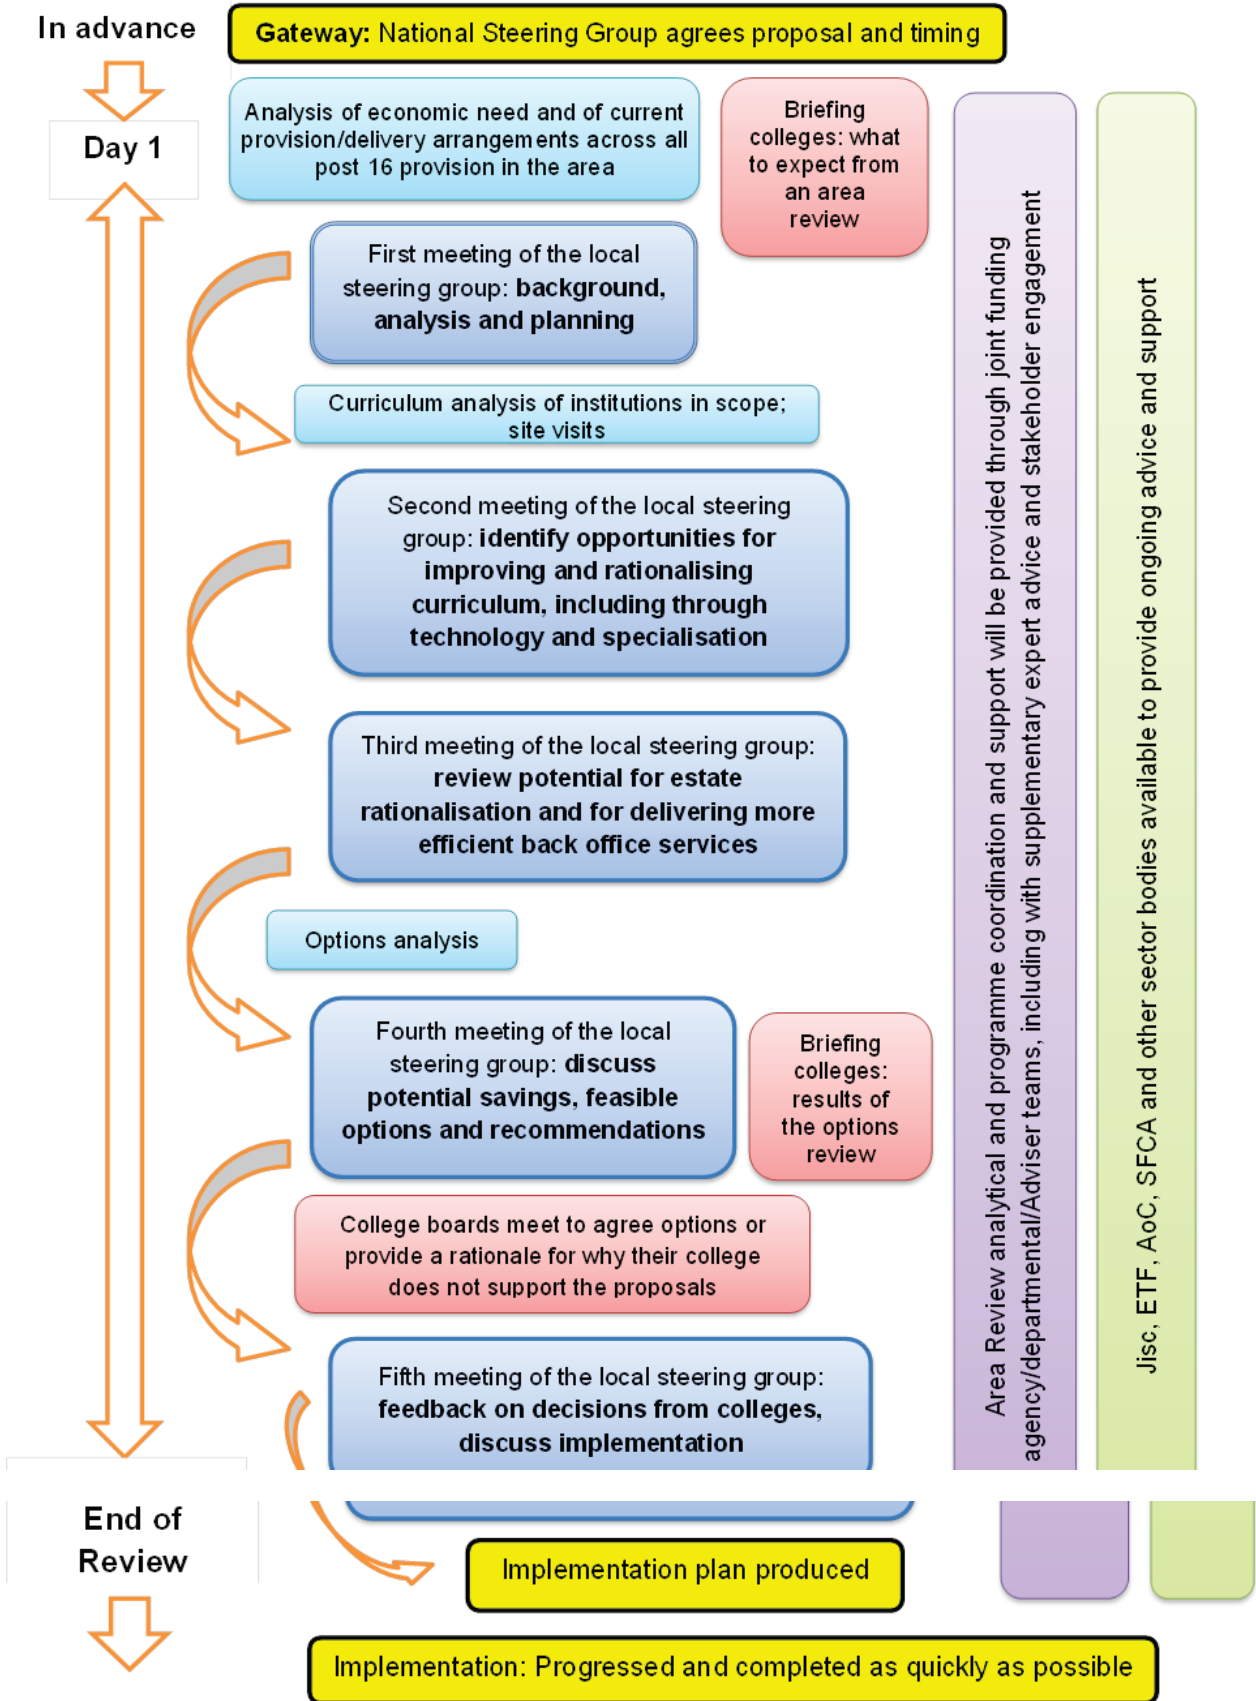 In advance
Gateway: National Steering Group agrees proposal and timing
Day 1
Analysis of economic need and of current
provision/delivery arrangements across all
post 16 provision in the area
Briefing
colleges: what
to expect from
an area
review
First meeting of the local
steering group: background,
analysis and planning
Curriculum analysis of institutions in scope;
site visits
Second meeting of the local steering
group: identify opportunities for
improving and rationalising
curriculum, including through
technology and specialisation
Third meeting of the local steering group:
review potential for estate
rationalisation and for delivering more
efficient back office services
Options analysis
Fourth meeting of the local
steering group: discuss
potential savings, feasible
options and recommendations
Briefing
colleges:
results of
the options
review
College boards meet to agree options or
provide a rationale for why their college
does not support the proposals
Fifth meeting of the local steering group:
feedback on decisions from colleges,
discuss implementation
Area Review analytical and programme coordination and support will be provided through joint funding
agency/departmental/Adviser teams, including with supplementary expert advice and stakeholder engagement
Jisc, ETF, AoC, SFCA and other sector bodies available to provide ongoing advice and support
End of
Review
Implementation plan produced
Implementation: Progressed and completed as quickly as possible